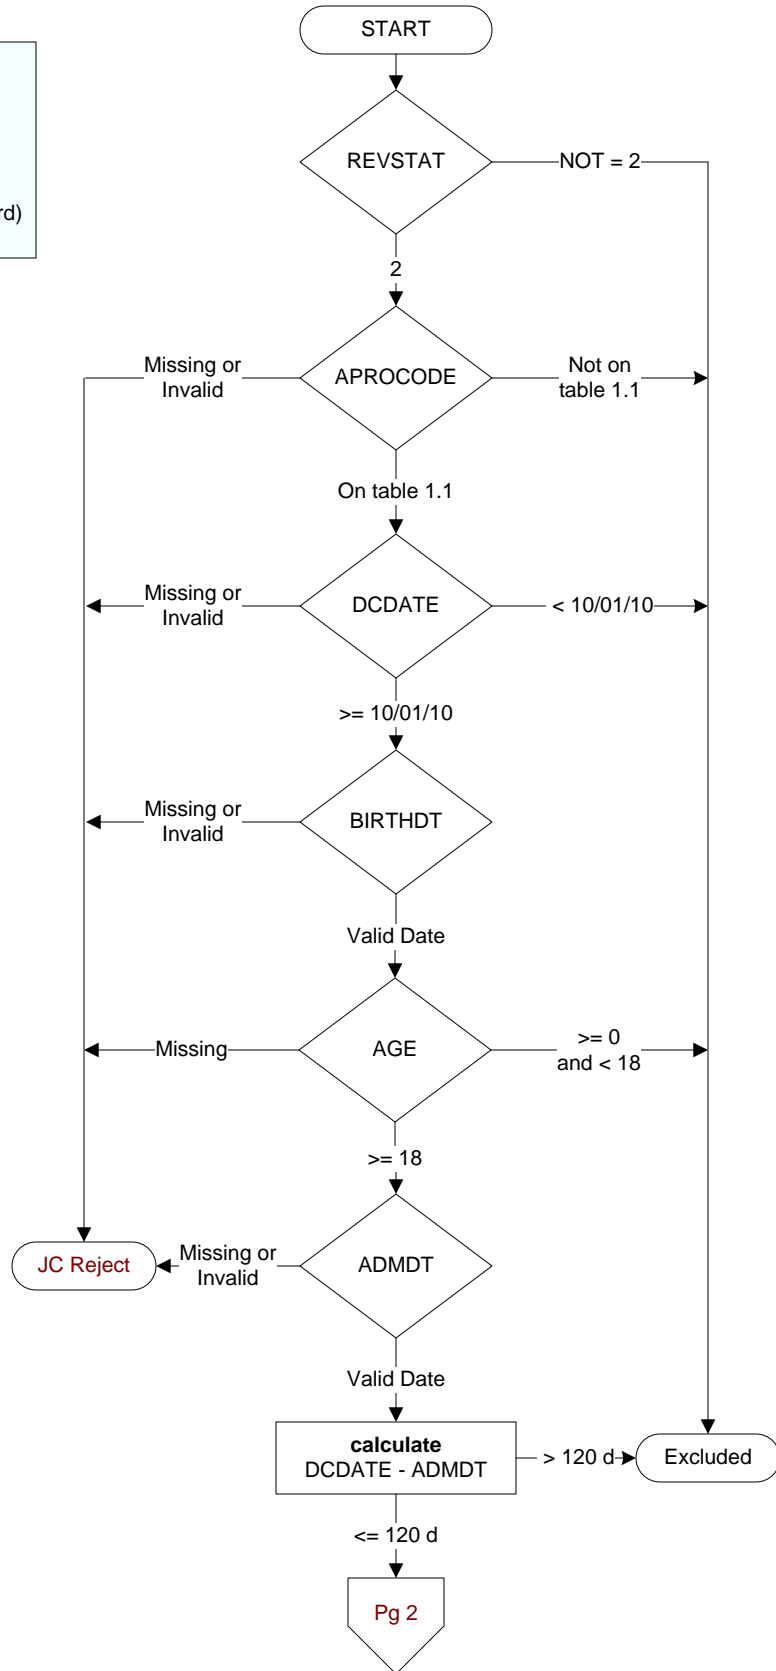 START
REVSTAT
NOT = 2
rd)
2
Missing or
Invalid
APROCODE
Not on
table 1.1
On table 1.1
Missing or
Invalid
DCDATE
< 10/01/10
>= 10/01/10
Missing or
Invalid
BIRTHDT
Valid Date
Missing
AGE
>= 0
and < 18
>= 18
JC Reject
Missing or
Invalid
ADMDT
Valid Date
calculate
DCDATE - ADMDT
> 120 d
Excluded
<= 120 d
Pg 2